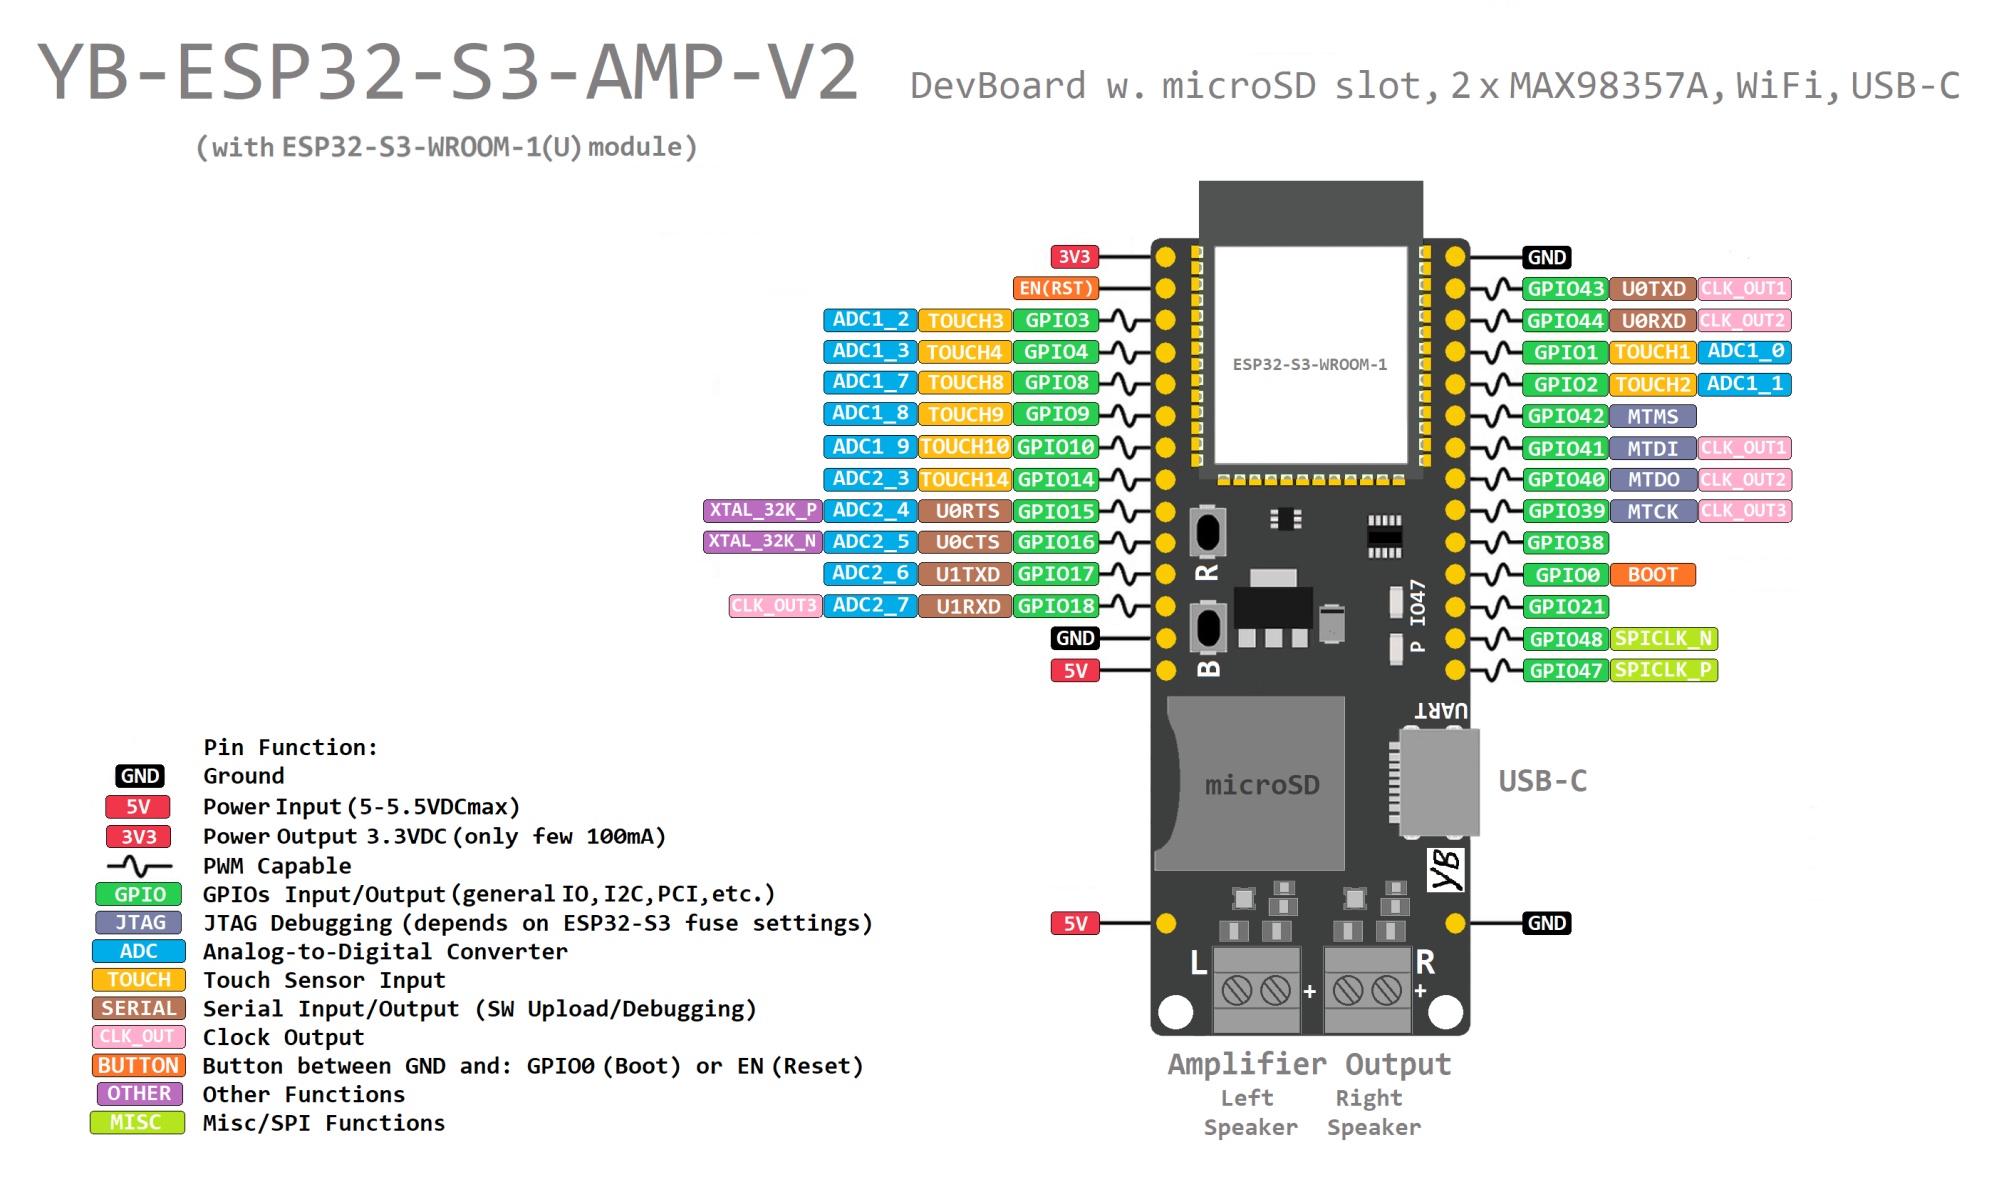 YB-ESP32-S3-AMP-V2 DevBoard w. microSD slot, 2 x MAX98357A, WiFi, USB-C
(with ESP32-S3-WROOM-1(U) module)
3V3
EN(RST)
ADC1_2 TOUCH3 GPIO3
ADC1_3 TOUCH4 GPIO4
ADC1_7 TOUCH8 GPIO8
ADC1_8 TOUCH9 GPIO9
ADC1 9 TOUCH10 GPIO10
ADC2_3 TOUCH14 GPIO14
XTAL_32K_P ADC2_4 U0RTS GPIO15
XTAL_32K_N ADC2_5 U0CTS GPIO16
ADC2_6 U1TXD GPIO17
CLK_OUT3 ADC2_7 U1RXD GPIO18
GND
5V
ESP32-S3-WROOM-1
R
B
IO47
P
GND
GPIO43 U0TXD CLK_OUT1
GPIO44 U0RXD CLK_OUT2
GPIO1 TOUCH1 ADC1_0
GPIO2 TOUCH2 ADC1_1
GPIO42 MTMS
GPIO41 MTDI CLK_OUT1
GPIO40 MTDO CLK_OUT2
GPIO39 MTCK CLK_OUT3
GPIO38
GPIO0 BOOT
GPIO21
GPIO48 SPICLK_N
GPIO47 SPICLK_P
UART
microSD
USB-C
YB
5V
GND
L
R
+
+
Amplifier Output
Left Speaker
Right Speaker
Pin Function:
GND Ground
5V Power Input (5-5.5VDCmax)
3V3 Power Output 3.3VDC (only few 100mA)
PWM Capable
GPIO GPIOs Input/Output (general IO, I2C, PCI, etc.)
JTAG JTAG Debugging (depends on ESP32-S3 fuse settings)
ADC Analog-to-Digital Converter
TOUCH Touch Sensor Input
SERIAL Serial Input/Output (SW Upload/Debugging)
CLK_OUT Clock Output
BUTTON Button between GND and: GPIO0 (Boot) or EN (Reset)
OTHER Other Functions
MISC Misc/SPI Functions